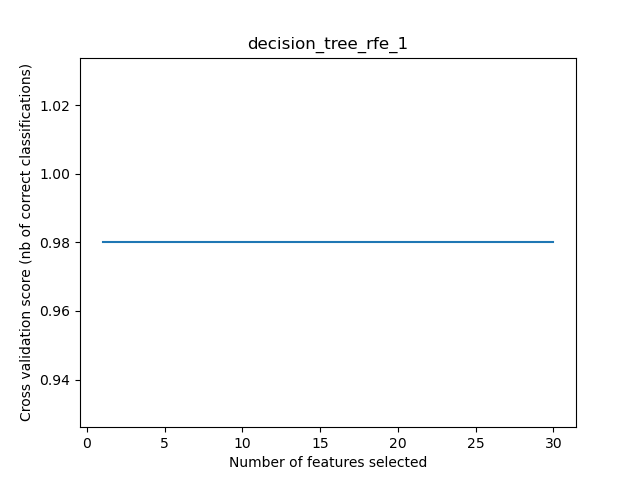 decision_tree_rfe_1
Cross validation score (nb of correct classifications)
1.02
1.00
0.98
0.96
0.94
0 5 10 15 20 25 30
Number of features selected